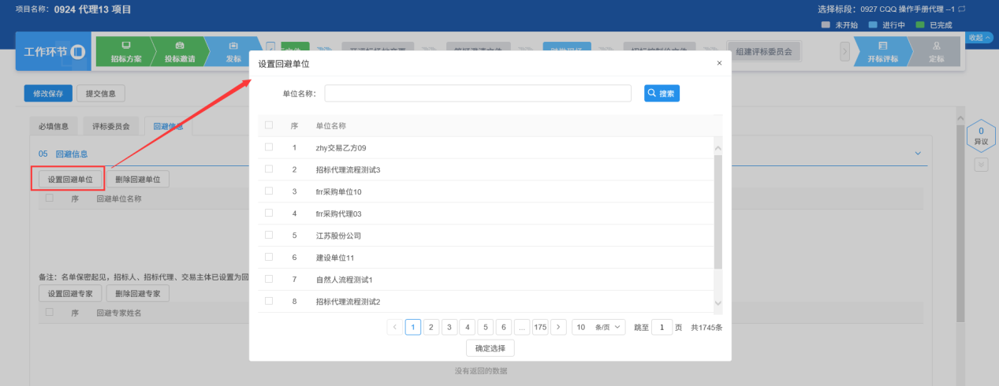 项目名称: 0924 代理13 项目
选择标段: 0927 CQQ 操作手册代理 –1
未开始 进行中 已完成
收起
工作环节
招标方案
投标邀请
发标
组建评标委员会
开标评标
定标
修改保存 提交信息
必填信息 评标委员会 回避信息
05 回避信息
设置回避单位 删除回避单位
序 回避单位名称
备注: 名单保密起见，招标人、招标代理、交易主体已设置为回
设置回避专家 删除回避专家
序 回避专家姓名
没有返回的数据
0
异议
设置回避单位 ×
单位名称: 搜索
序 单位名称
1 zhy交易乙方09
2 招标代理流程测试3
3 frr采购单位10
4 frr采购代理03
5 江苏股份公司
6 建设单位11
7 自然人流程测试1
8 招标代理流程测试2
1 2 3 4 5 6 ... 175 10 条/页 跳至 1 页 共1745条
确定选择